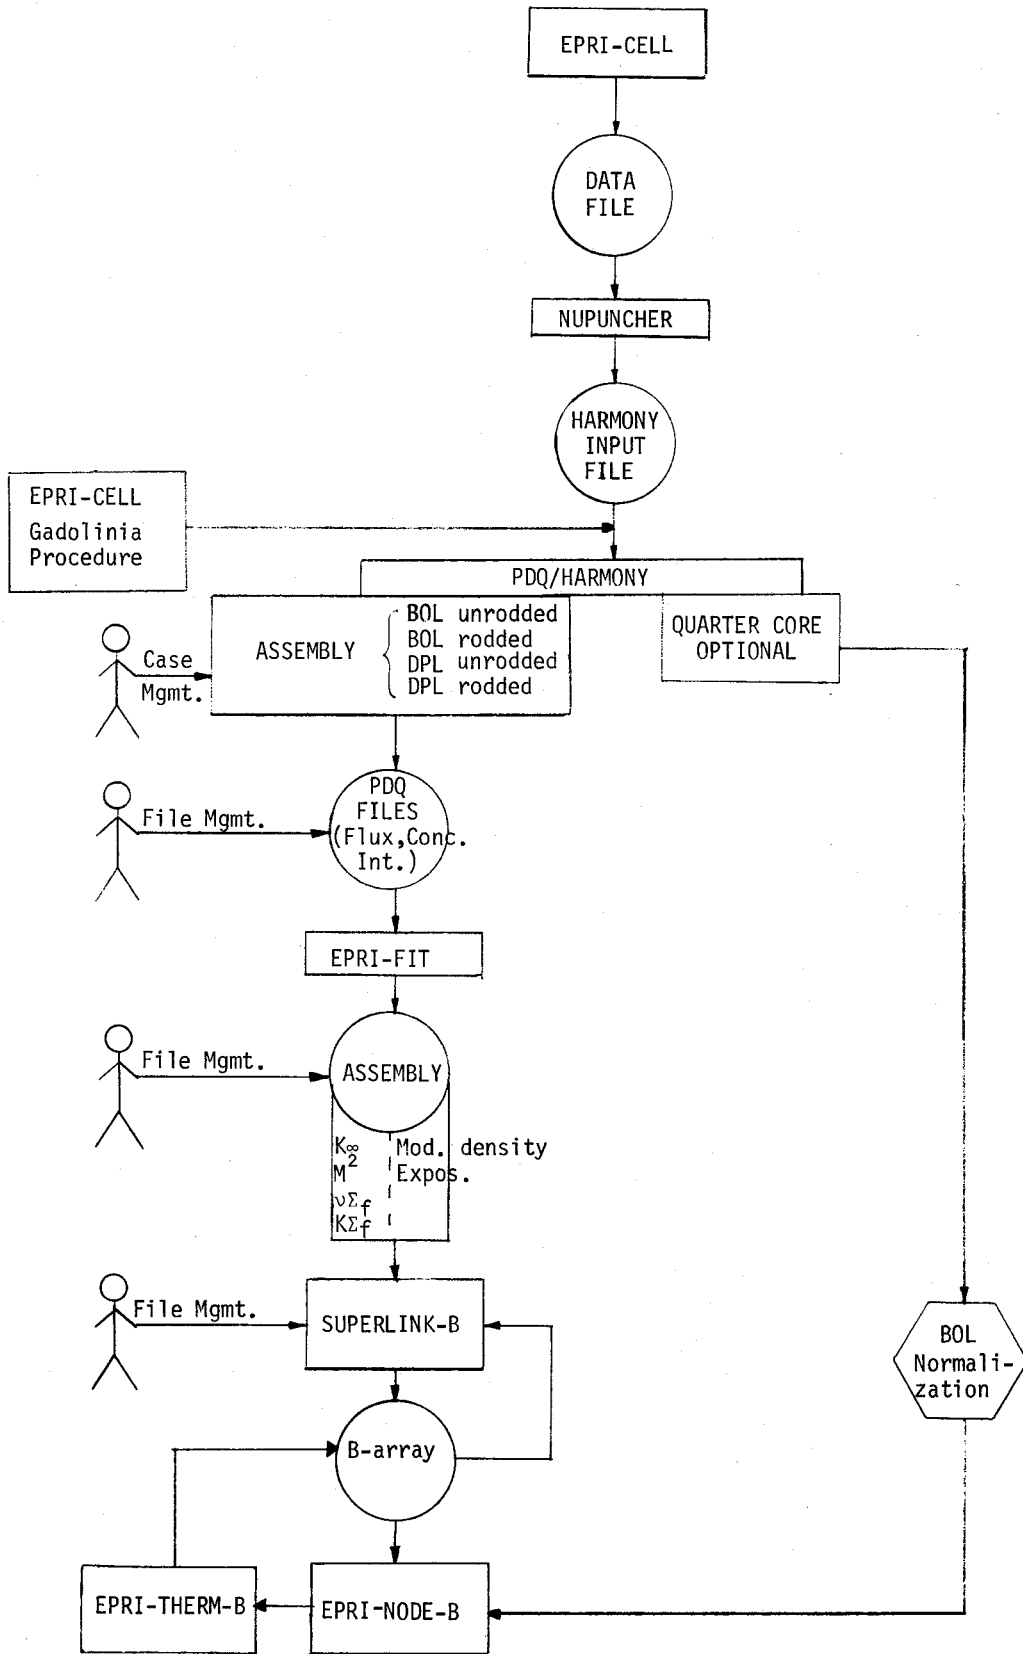 EPRI-CELL
DATA
FILE
NUPUNCHER
HARMONY
INPUT
FILE
EPRI-CELL
Gadolinia
Procedure
PDQ/HARMONY
ASSEMBLY
BOL unrodded
BOL rodded
DPL unrodded
DPL rodded
QUARTER CORE
OPTIONAL
Case
Mgmt.
PDQ
FILES
(Flux,Conc.
Int.)
File Mgmt.
EPRI-FIT
File Mgmt.
ASSEMBLY
K∞
M²
νΣf
KΣf
Mod. density
Expos.
File Mgmt.
SUPERLINK-B
BOL
Normali-
zation
B-array
EPRI-THERM-B
EPRI-NODE-B